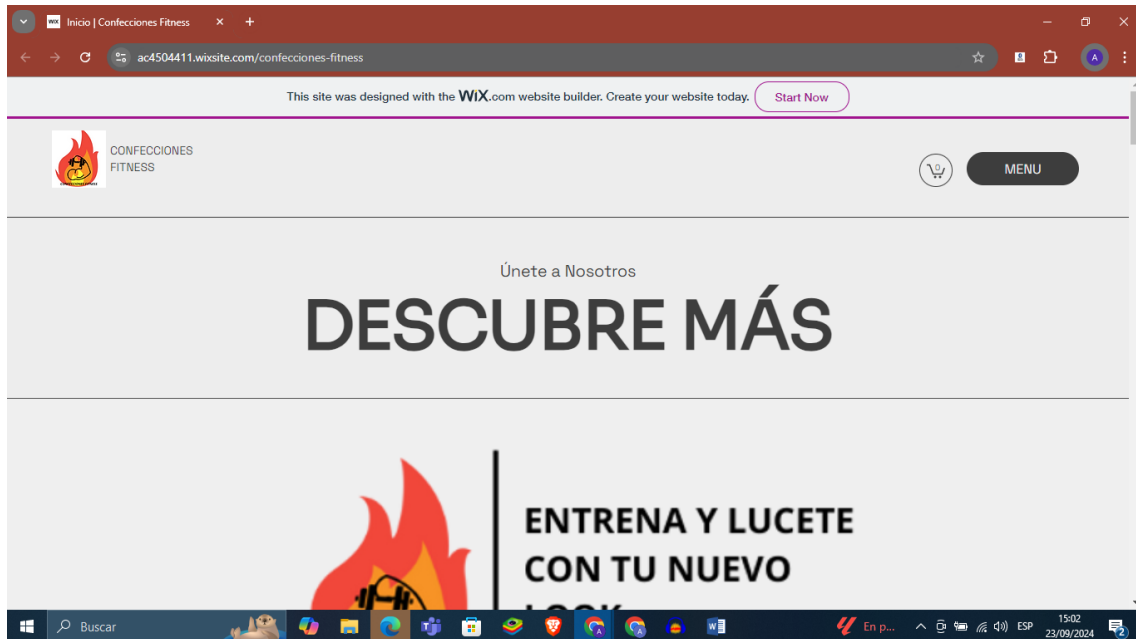 WIX Inicio | Confecciones Fitness
ac4504411.wixsite.com/confecciones-fitness
A
This site was designed with the WiX.com website builder. Create your website today. Start Now
CONFECCIONES
FITNESS
0
MENU
Únete a Nosotros
DESCUBRE MÁS
ENTRENA Y LUCETE
CON TU NUEVO
LOOK
Buscar
En p...
ESP
15:02
23/09/2024
2